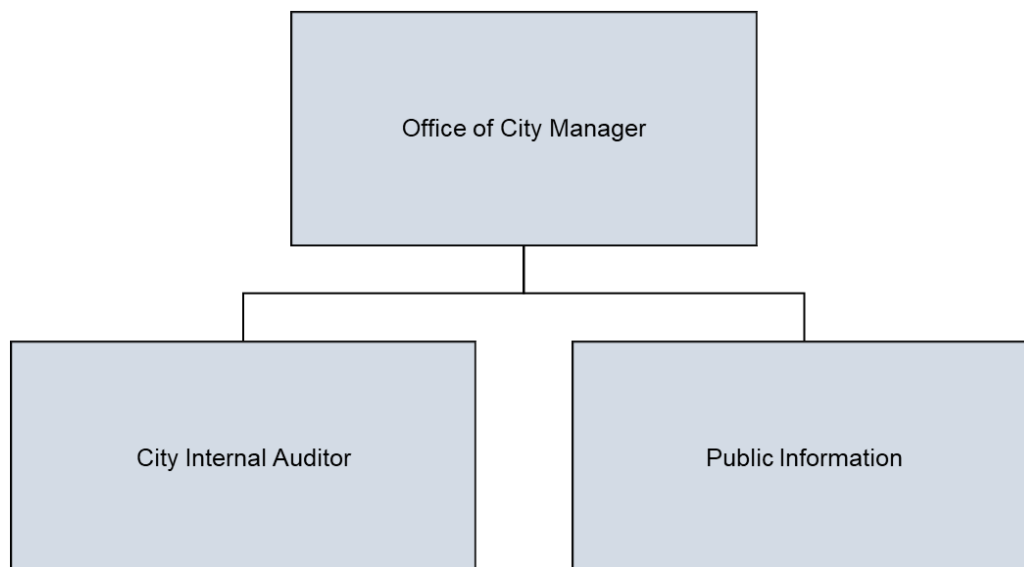 Office of City Manager
City Internal Auditor
Public Information